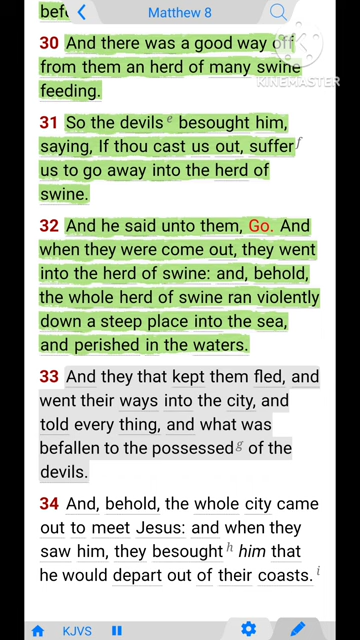 Matthew 8
befo
30 And there was a good way off
from them an herd of many swine
feeding.
KINEMASTER
31 So the devils e besought him,
saying, If thou cast us out, suffer f
us to go away into the herd of
swine.
32 And he said unto them, Go. And
when they were come out, they went
into the herd of swine: and, behold,
the whole herd of swine ran violently
down a steep place into the sea,
and perished in the waters.
33 And they that kept them fled, and
went their ways into the city, and
told every thing, and what was
befallen to the possessed g of the
devils.
34 And, behold, the whole city came
out to meet Jesus: and when they
saw him, they besought h him that
he would depart out of their coasts. i
KJVS